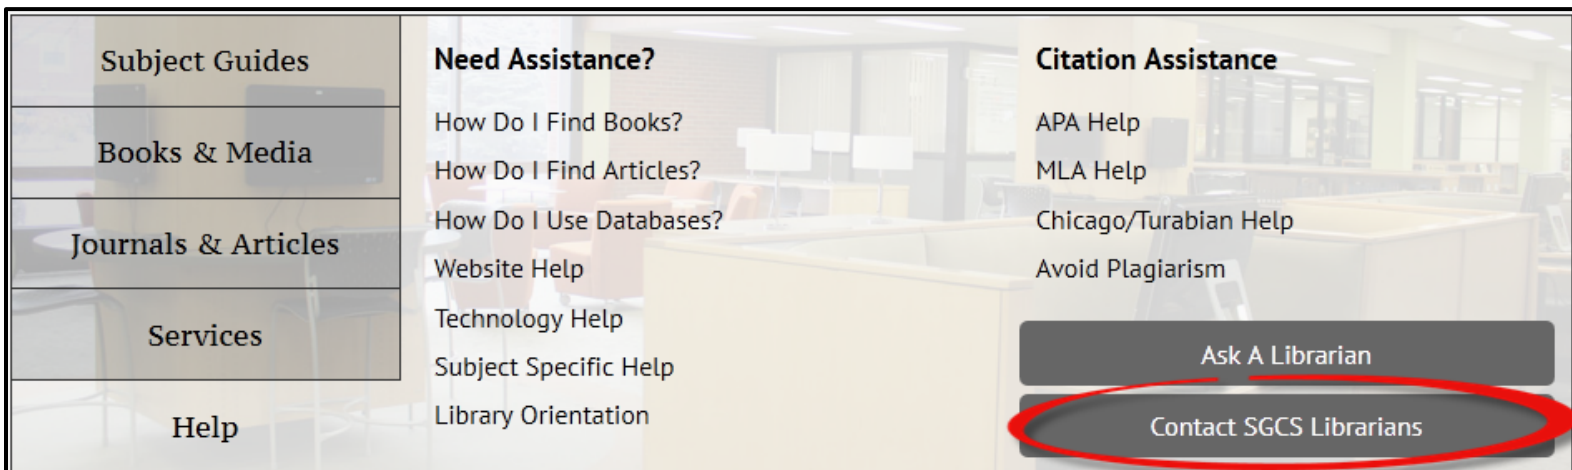 Subject Guides
Books & Media
Journals & Articles
Services
Help
Need Assistance?
How Do I Find Books?
How Do I Find Articles?
How Do I Use Databases?
Website Help
Technology Help
Subject Specific Help
Library Orientation
Citation Assistance
APA Help
MLA Help
Chicago/Turabian Help
Avoid Plagiarism
Ask A Librarian
Contact SGCS Librarians